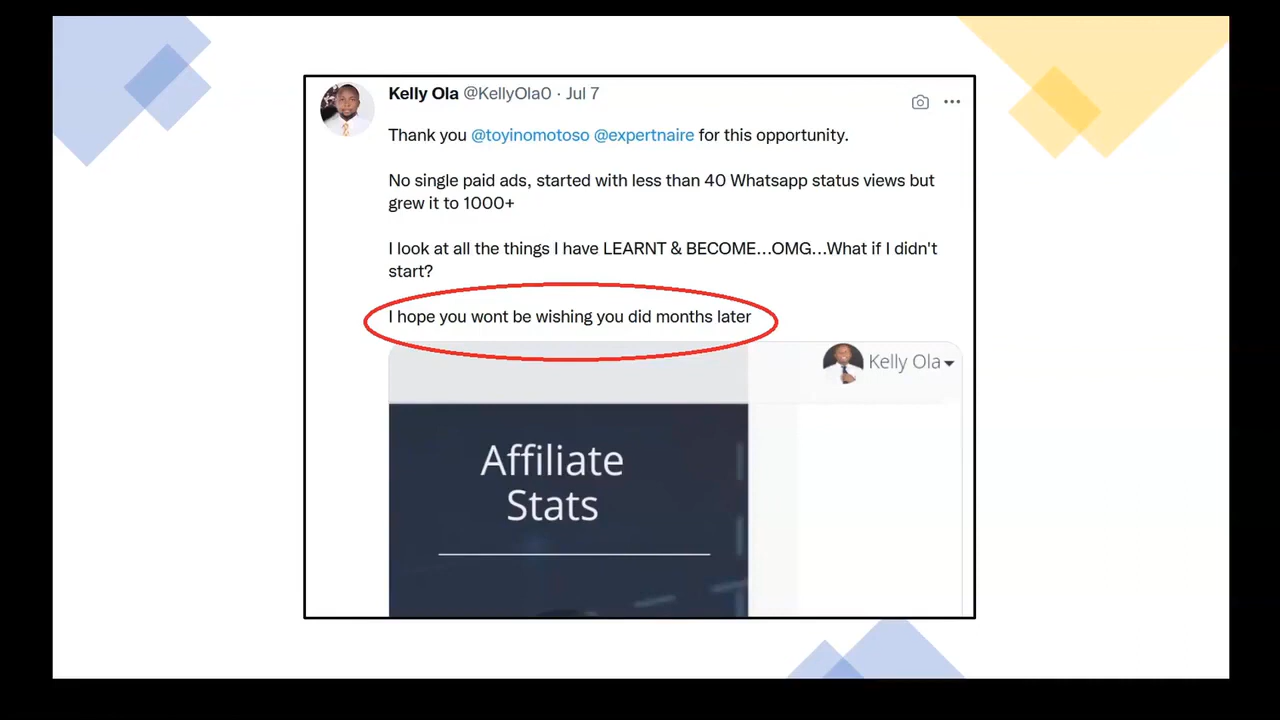 Kelly Ola @KellyOla0 · Jul 7
Thank you @toyinomotoso @expertnaire for this opportunity.
No single paid ads, started with less than 40 Whatsapp status views but
grew it to 1000+
I look at all the things I have LEARNT & BECOME...OMG...What if I didn't
start?
I hope you wont be wishing you did months later
Kelly Ola
Affiliate
Stats